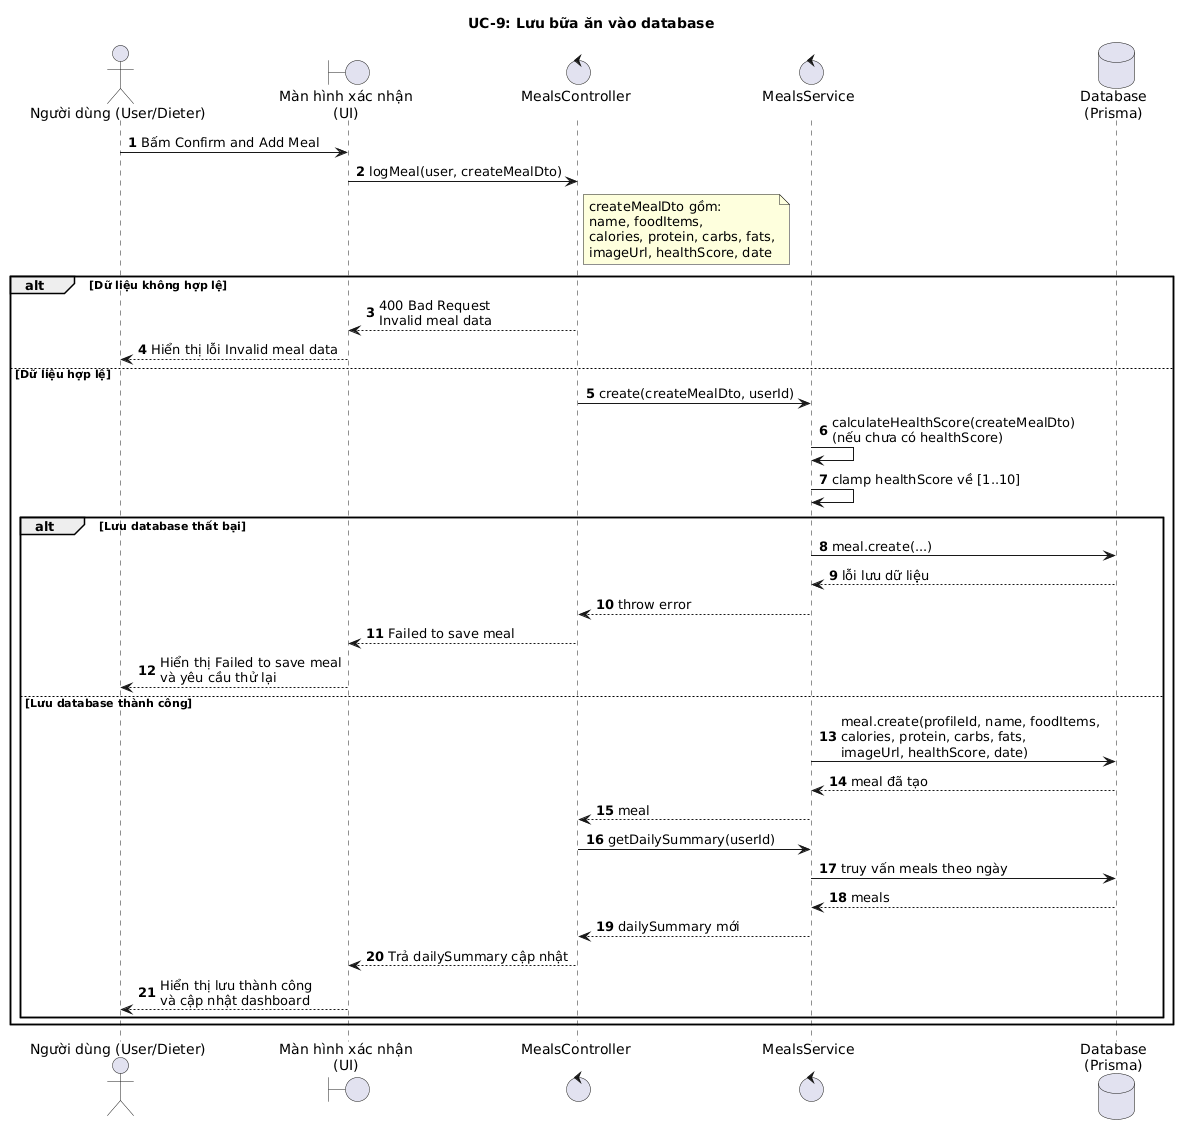 UC-9: Lưu bữa ăn vào database
Người dùng (User/Dieter)
Màn hình xác nhận
(UI)
MealsController
MealsService
Database
(Prisma)
1 Bấm Confirm and Add Meal
2 logMeal(user, createMealDto)
createMealDto gồm:
name, foodItems,
calories, protein, carbs, fats,
imageUrl, healthScore, date
alt [Dữ liệu không hợp lệ]
3 400 Bad Request
Invalid meal data
4 Hiển thị lỗi Invalid meal data
[Dữ liệu hợp lệ]
5 create(createMealDto, userId)
6 calculateHealthScore(createMealDto)
(nếu chưa có healthScore)
7 clamp healthScore về [1..10]
alt [Lưu database thất bại]
8 meal.create(...)
9 lỗi lưu dữ liệu
10 throw error
11 Failed to save meal
12 Hiển thị Failed to save meal
và yêu cầu thử lại
[Lưu database thành công]
13 meal.create(profileId, name, foodItems,
calories, protein, carbs, fats,
imageUrl, healthScore, date)
14 meal đã tạo
15 meal
16 getDailySummary(userId)
17 truy vấn meals theo ngày
18 meals
19 dailySummary mới
20 Trả dailySummary cập nhật
21 Hiển thị lưu thành công
và cập nhật dashboard
Người dùng (User/Dieter)
Màn hình xác nhận
(UI)
MealsController
MealsService
Database
(Prisma)